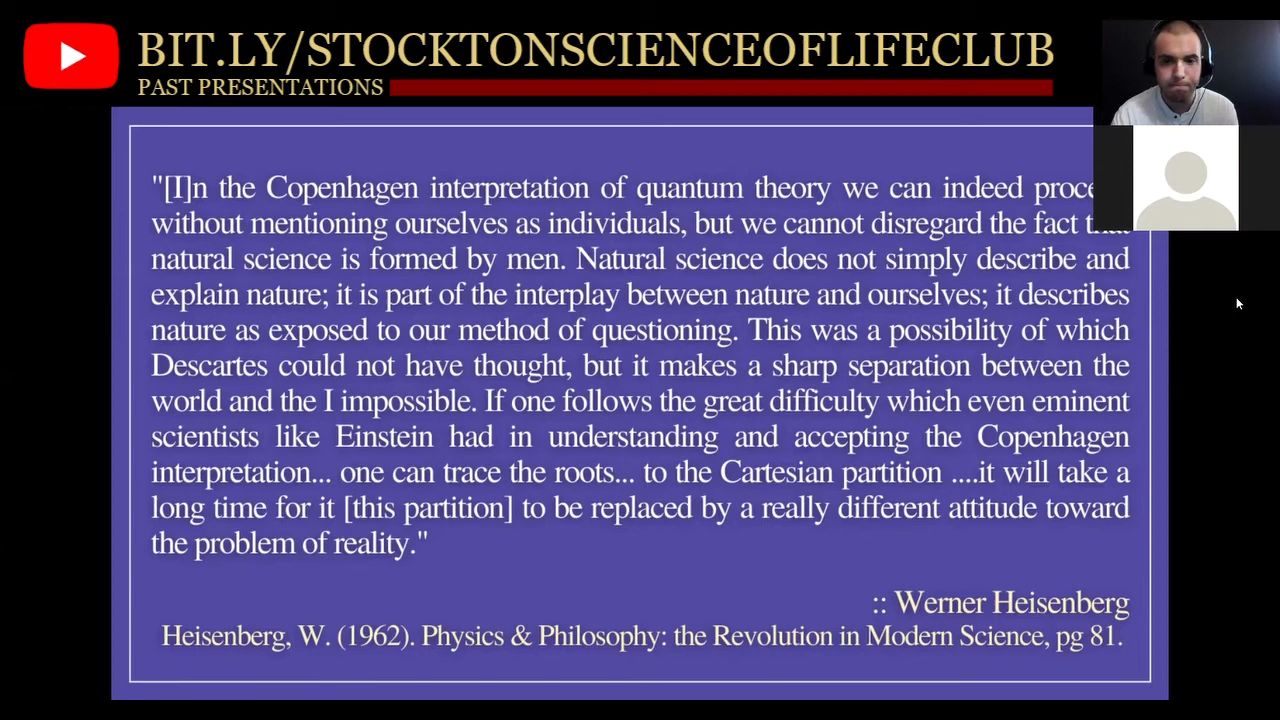 BIT.LY/STOCKTONSCIENCEOFLIFECLUB
PAST PRESENTATIONS
"[I]n the Copenhagen interpretation of quantum theory we can indeed
without mentioning ourselves as individuals, but we cannot disregard the fact
natural science is formed by men. Natural science does not simply describe and
explain nature; it is part of the interplay between nature and ourselves; it describes
nature as exposed to our method of questioning. This was a possibility of which
Descartes could not have thought, but it makes a sharp separation between the
world and the I impossible. If one follows the great difficulty which even eminent
scientists like Einstein had in understanding and accepting the Copenhagen
interpretation... one can trace the roots... to the Cartesian partition ....it will take a
long time for it [this partition] to be replaced by a really different attitude toward
the problem of reality."
:: Werner Heisenberg
Heisenberg, W. (1962). Physics & Philosophy: the Revolution in Modern Science, pg 81.